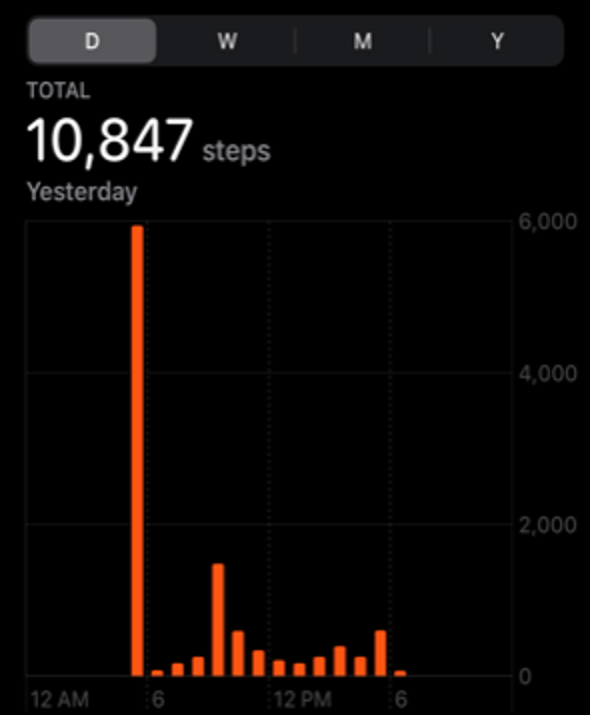 D W M Y
TOTAL
10,847 steps
Yesterday
6,000
4,000
2,000
0
12 AM 6 12 PM 6